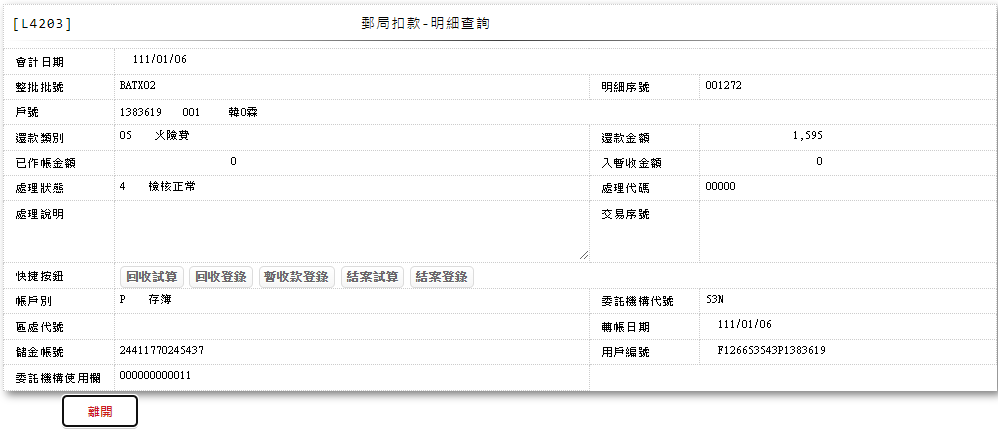 [L4203] 郵局扣款-明細查詢
會計日期 111/01/06
整批批號 BATX02 明細序號 001272
戶號 1383619 001 韓0霖
還款類別 05 火險費 還款金額 1,595
已作帳金額 0 入暫收金額 0
處理狀態 4 檢核正常 處理代碼 00000
處理說明 交易序號
快捷按鈕 回收試算 回收登錄 暫收款登錄 結案試算 結案登錄
帳戶別 P 存簿 委託機構代號 53N
區處代號 轉帳日期 111/01/06
儲金帳號 24411770245437 用戶編號 F126653543P1383619
委託機構使用欄 000000000011
離開